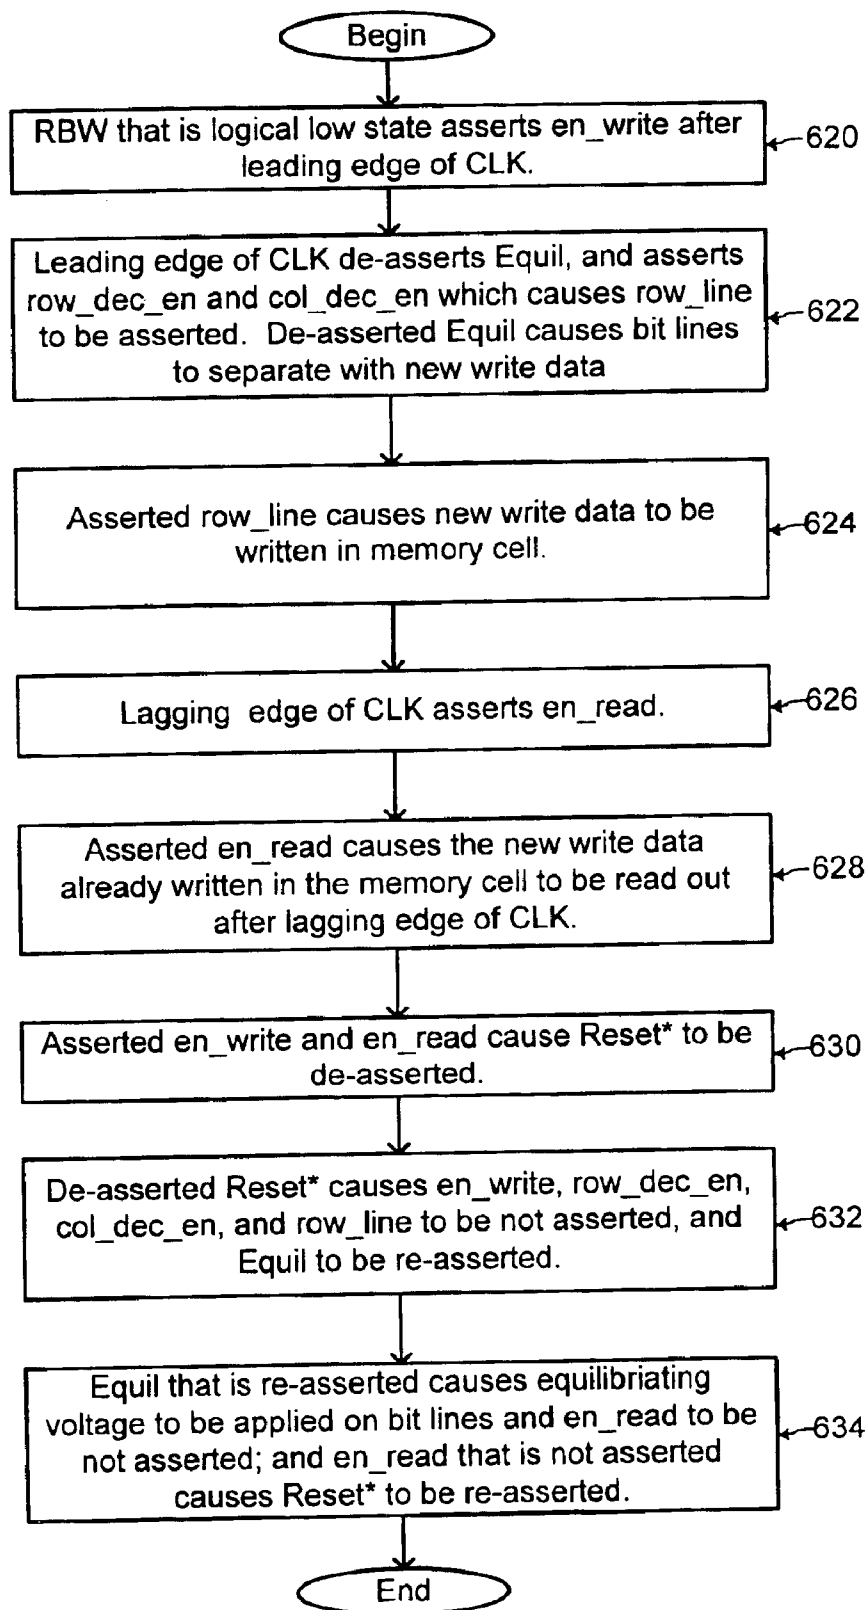 Begin
RBW that is logical low state asserts en_write after
leading edge of CLK.
620
Leading edge of CLK de-asserts Equil, and asserts
row_dec_en and col_dec_en which causes row_line
to be asserted. De-asserted Equil causes bit lines
to separate with new write data
622
Asserted row_line causes new write data to be
written in memory cell.
624
Lagging edge of CLK asserts en_read.
626
Asserted en_read causes the new write data
already written in the memory cell to be read out
after lagging edge of CLK.
628
Asserted en_write and en_read cause Reset* to be
de-asserted.
630
De-asserted Reset* causes en_write, row_dec_en,
col_dec_en, and row_line to be not asserted, and
Equil to be re-asserted.
632
Equil that is re-asserted causes equilibriating
voltage to be applied on bit lines and en_read to be
not asserted; and en_read that is not asserted
causes Reset* to be re-asserted.
634
End